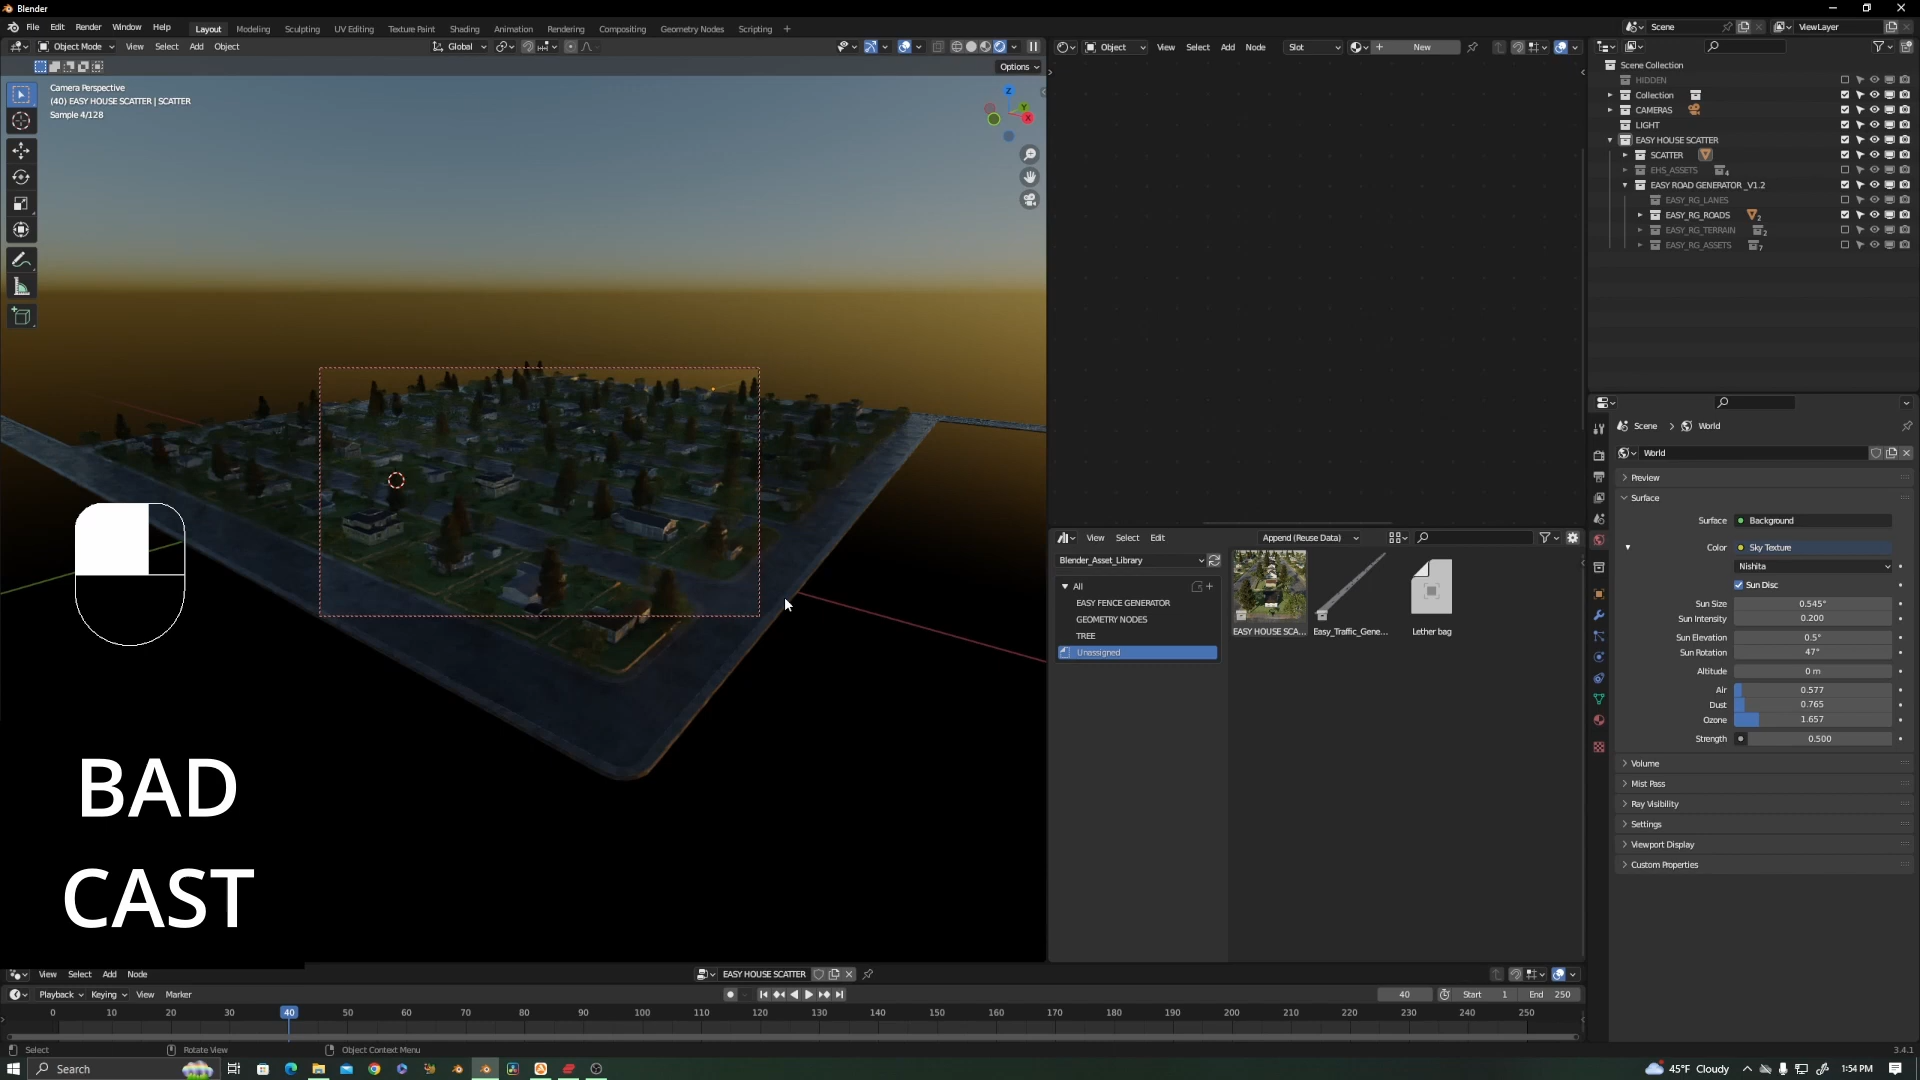 Blender
File Edit Render Window Help
Layout Modeling Sculpting UV Editing Texture Paint Shading Animation Rendering Compositing Geometry Nodes Scripting +
Scene
ViewLayer
Object Mode View Select Add Object
Global
Object View Select Add Node Slot New
Options
Camera Perspective
(40) EASY HOUSE SCATTER | SCATTER
Sample 4/128
Z
Y
X
Scene Collection
HIDDEN
Collection
CAMERAS
LIGHT
EASY HOUSE SCATTER
SCATTER
EHS_ASSETS 4
EASY ROAD GENERATOR _V1.2
EASY_RG_LANES
EASY_RG_ROADS 2
EASY_RG_TERRAIN 2
EASY_RG_ASSETS 7
Scene > World
World
Preview
Surface
Surface Background
Color Sky Texture
Nishita
Sun Disc
Sun Size 0.545°
Sun Intensity 0.200
Sun Elevation 0.5°
Sun Rotation 47°
Altitude 0 m
Air 0.577
Dust 0.765
Ozone 1.657
Strength 0.500
Volume
Mist Pass
Ray Visibility
Settings
Viewport Display
Custom Properties
View Select Edit Append (Reuse Data)
Blender_Asset_Library
All
EASY FENCE GENERATOR
GEOMETRY NODES
TREE
Unassigned
EASY HOUSE SCA... Easy_Traffic_Gene... Lether bag
BAD
CAST
View Select Add Node EASY HOUSE SCATTER
Playback Keying View Marker 40 Start 1 End 250
0 10 20 30 40 50 60 70 80 90 100 110 120 130 140 150 160 170 180 190 200 210 220 230 240 250
Select Rotate View Object Context Menu 3.4.1
Search 45°F Cloudy 1:54 PM